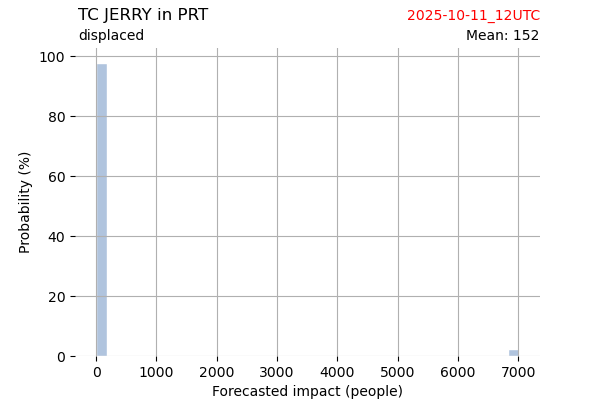 TC JERRY in PRT
2025-10-11_12UTC
displaced
Mean: 152
100
80
60
40
20
0
Probability (%)
0 1000 2000 3000 4000 5000 6000 7000
Forecasted impact (people)